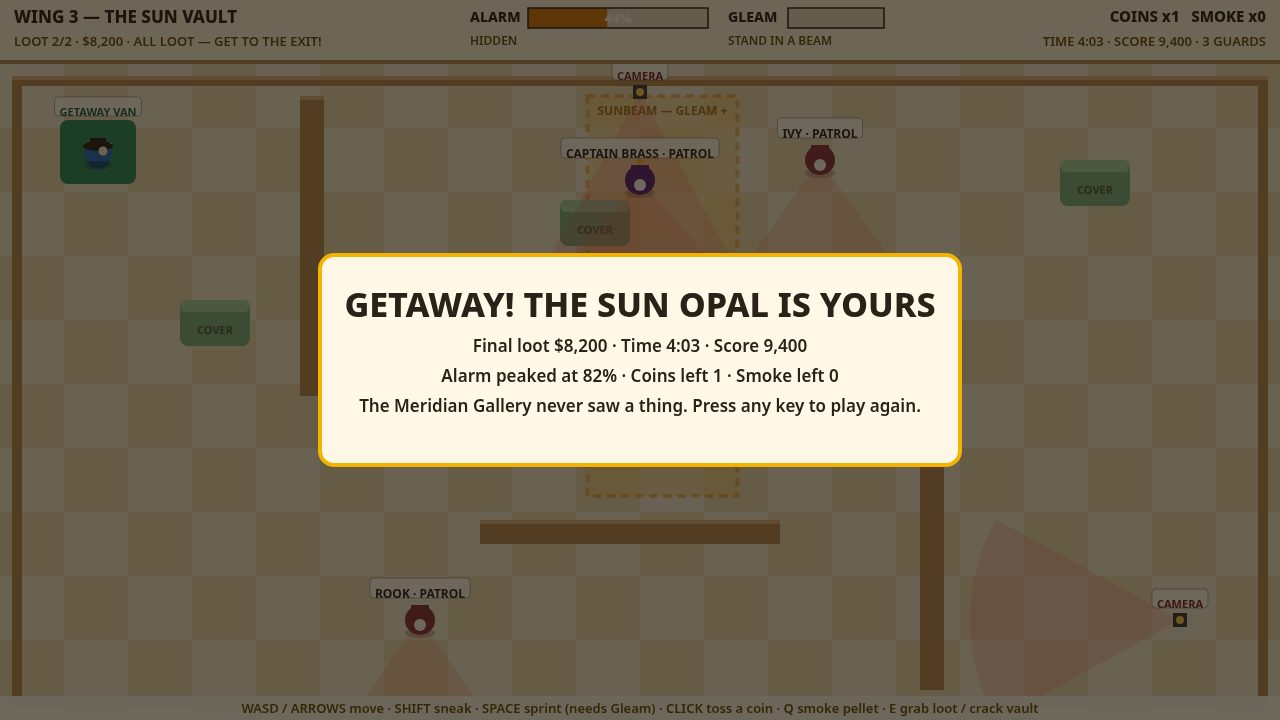 WING 3 — THE SUN VAULT
ALARM 44%
GLEAM
COINS x1 SMOKE x0
LOOT 2/2 · $8,200 · ALL LOOT — GET TO THE EXIT!
HIDDEN
STAND IN A BEAM
TIME 4:03 · SCORE 9,400 · 3 GUARDS
CAMERA
GETAWAY VAN
SUNBEAM — GLEAM +
IVY · PATROL
CAPTAIN BRASS · PATROL
COVER
COVER
COVER
GETAWAY! THE SUN OPAL IS YOURS
Final loot $8,200 · Time 4:03 · Score 9,400
Alarm peaked at 82% · Coins left 1 · Smoke left 0
The Meridian Gallery never saw a thing. Press any key to play again.
ROOK · PATROL
CAMERA
WASD / ARROWS move · SHIFT sneak · SPACE sprint (needs Gleam) · CLICK toss a coin · Q smoke pellet · E grab loot / crack vault